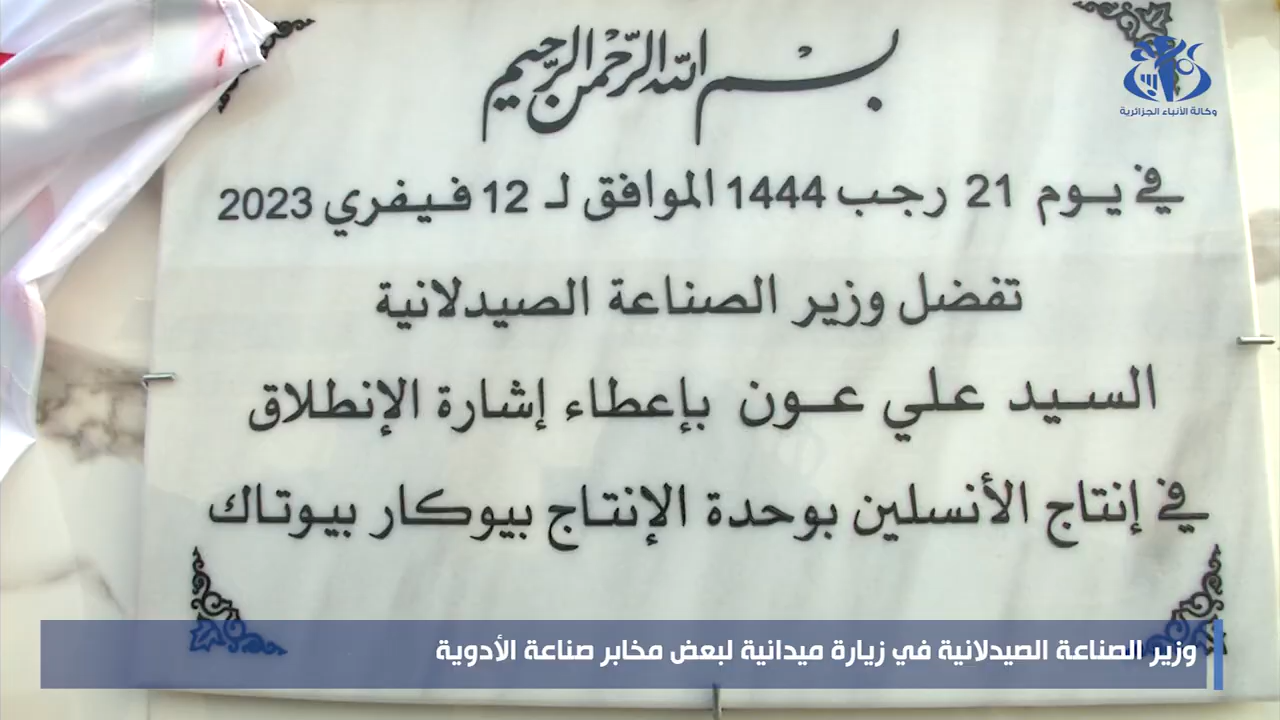 بسم الله الرحمن الرحيم
وكالة الأنباء الجزائرية
في يوم 21 رجب 1444 الموافق لـ 12 فيفري 2023
تفضل وزير الصناعة الصيدلانية
السيد علي عون بإعطاء إشارة الإنطلاق
في إنتاج الأنسلين بوحدة الإنتاج بيوكار بيوتاك
وزير الصناعة الصيدلانية في زيارة ميدانية لبعض مخابر صناعة الأدوية